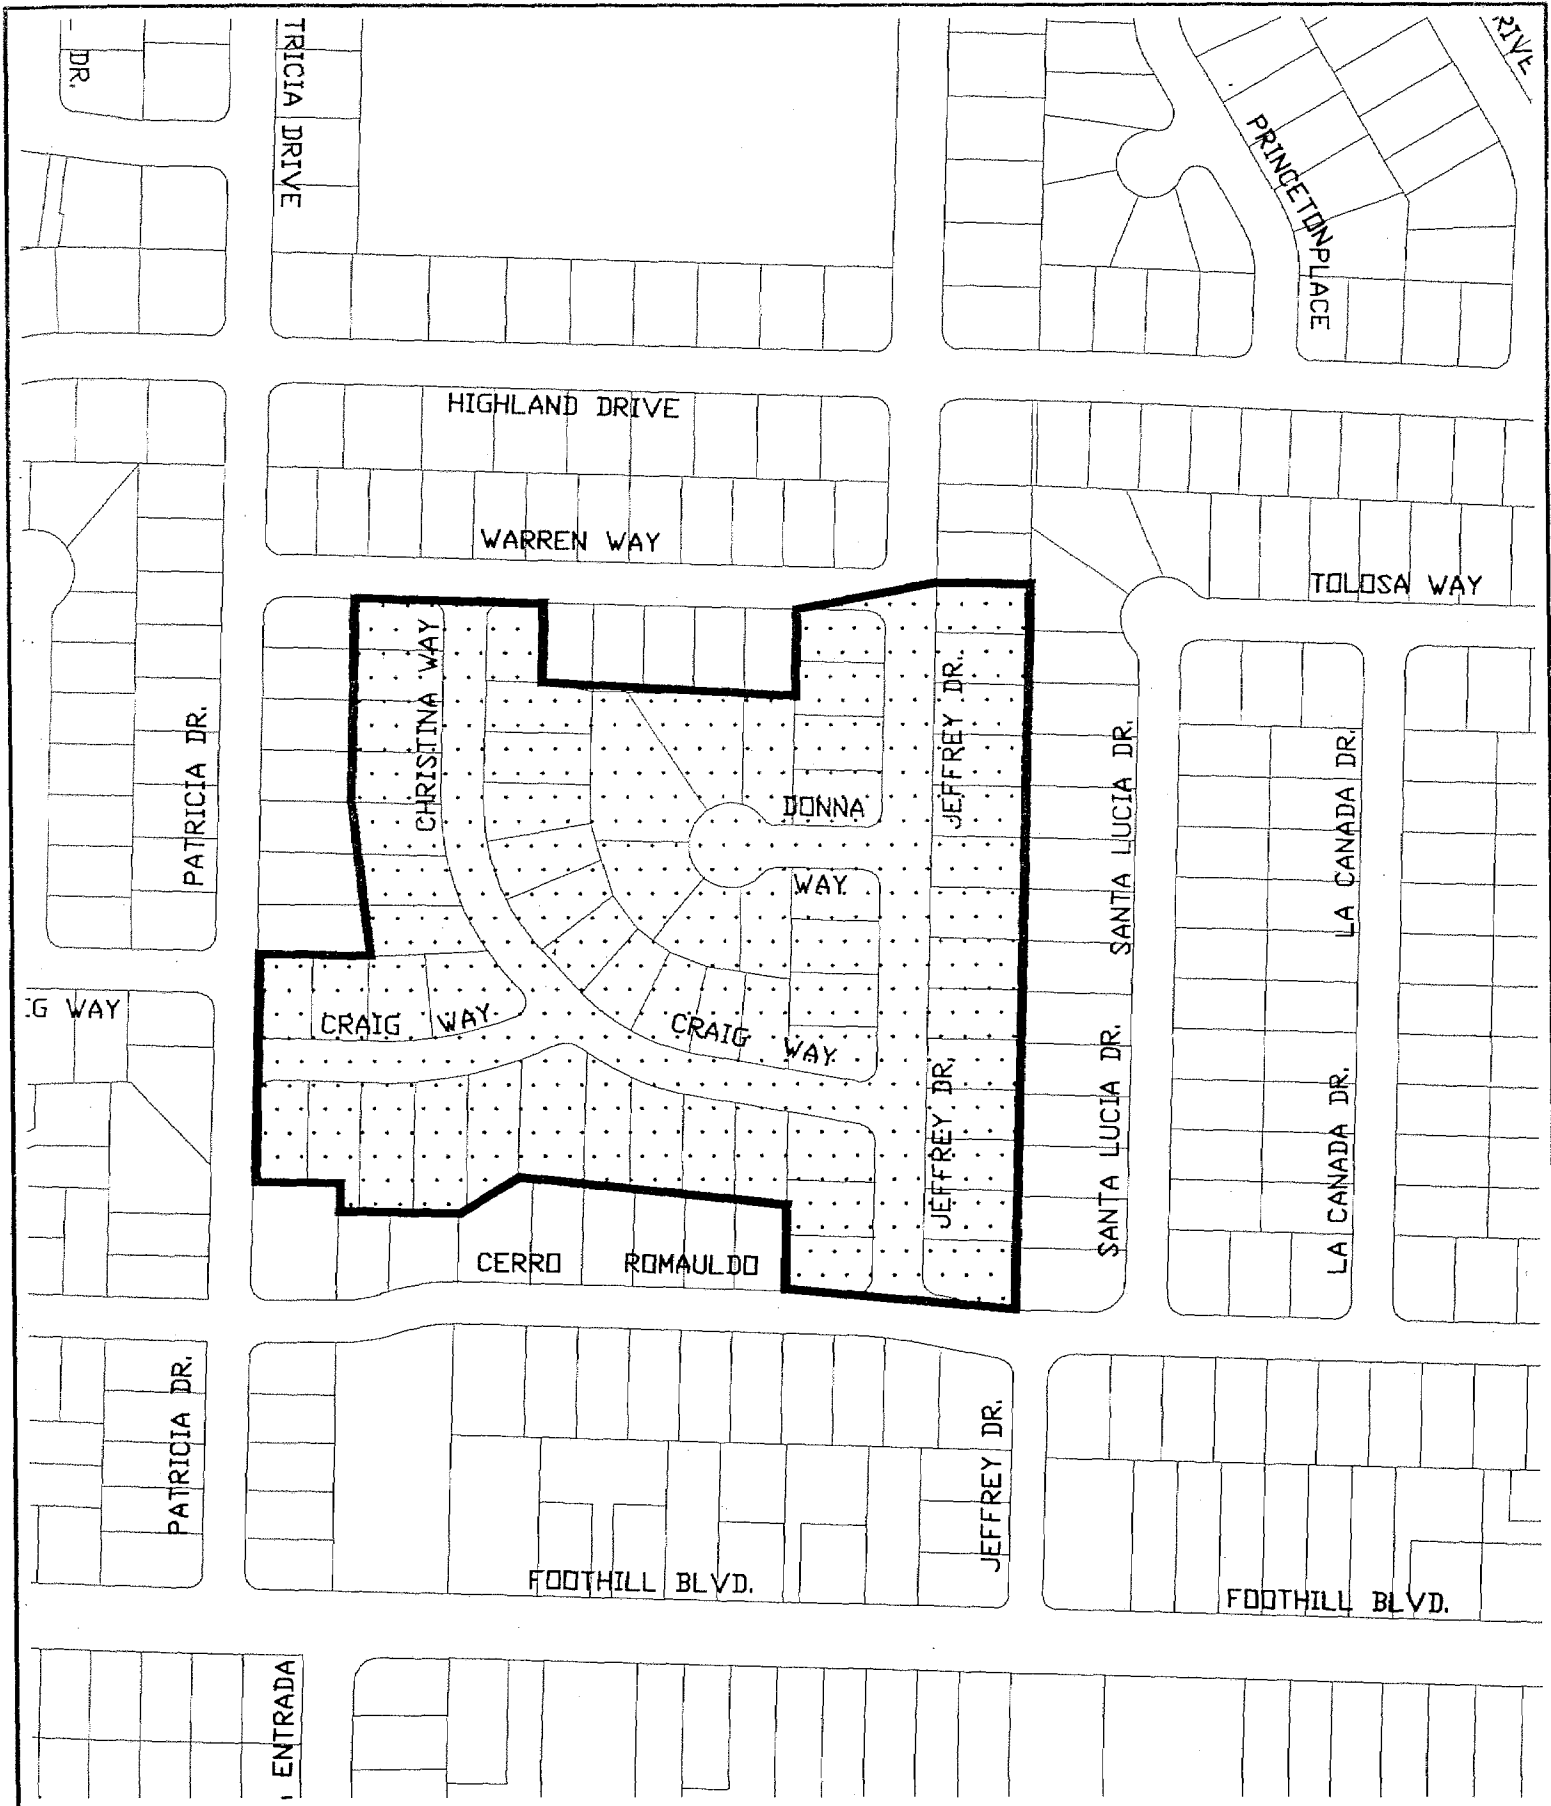 DR.
TRICIA DRIVE
RIVE
PRINCETON PLACE
HIGHLAND DRIVE
WARREN WAY
TOLOSA WAY
CHRISTINA WAY
JEFFREY DR.
PATRICIA DR.
SANTA LUCIA DR.
LA CANADA DR.
DONNA
WAY
IG WAY
CRAIG WAY
CRAIG WAY
JEFFREY DR.
SANTA LUCIA DR.
LA CANADA DR.
CERRO ROMAULDO
PATRICIA DR.
JEFFREY DR.
FOOTHILL BLVD.
FOOTHILL BLVD.
ENTRADA